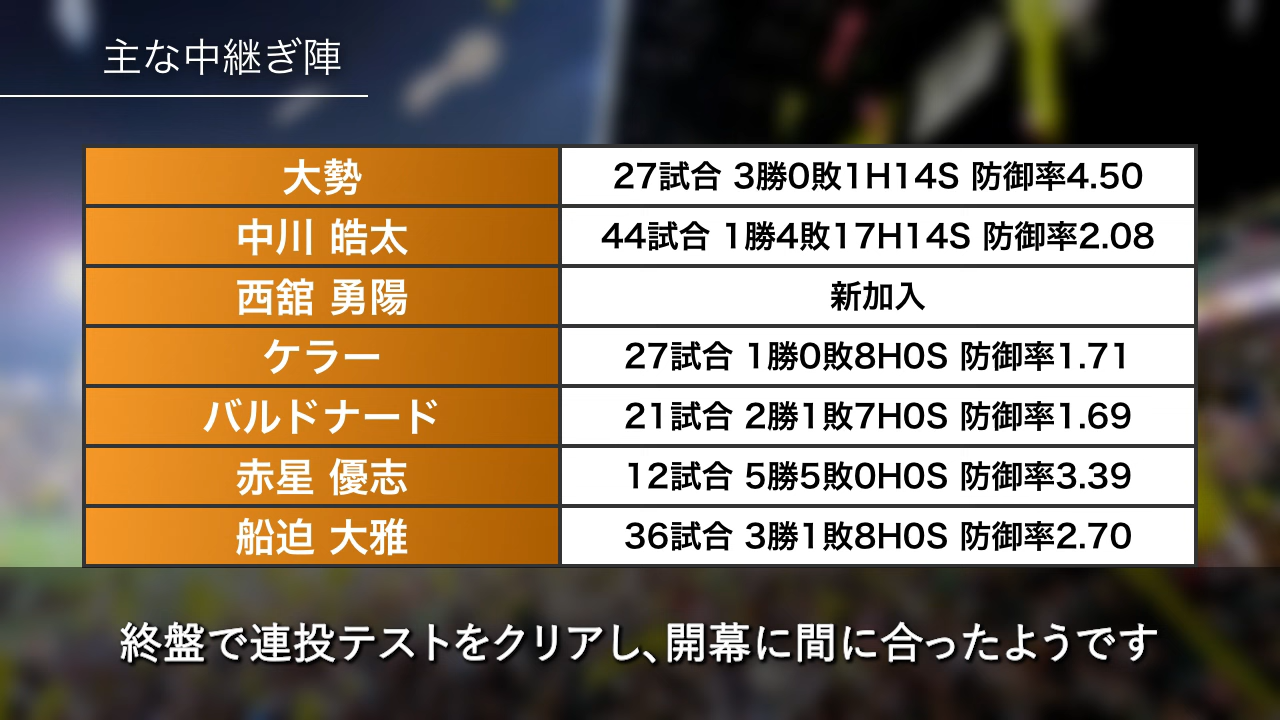 主な中継ぎ陣
大勢 27試合 3勝0敗1H14S 防御率4.50
中川 皓太 44試合 1勝4敗17H14S 防御率2.08
西舘 勇陽 新加入
ケラー 27試合 1勝0敗8H0S 防御率1.71
バルドナード 21試合 2勝1敗7H0S 防御率1.69
赤星 優志 12試合 5勝5敗0H0S 防御率3.39
船迫 大雅 36試合 3勝1敗8H0S 防御率2.70
終盤で連投テストをクリアし、開幕に間に合ったようです